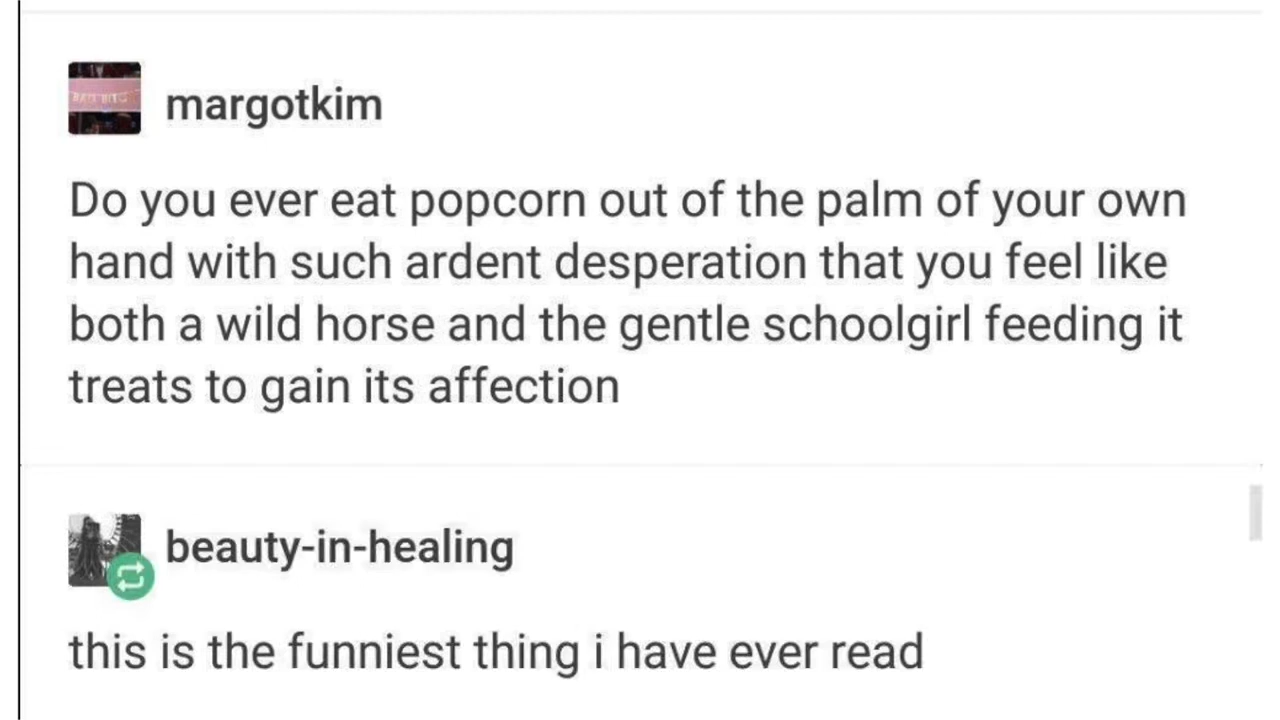 margotkim
Do you ever eat popcorn out of the palm of your own
hand with such ardent desperation that you feel like
both a wild horse and the gentle schoolgirl feeding it
treats to gain its affection
beauty-in-healing
this is the funniest thing i have ever read